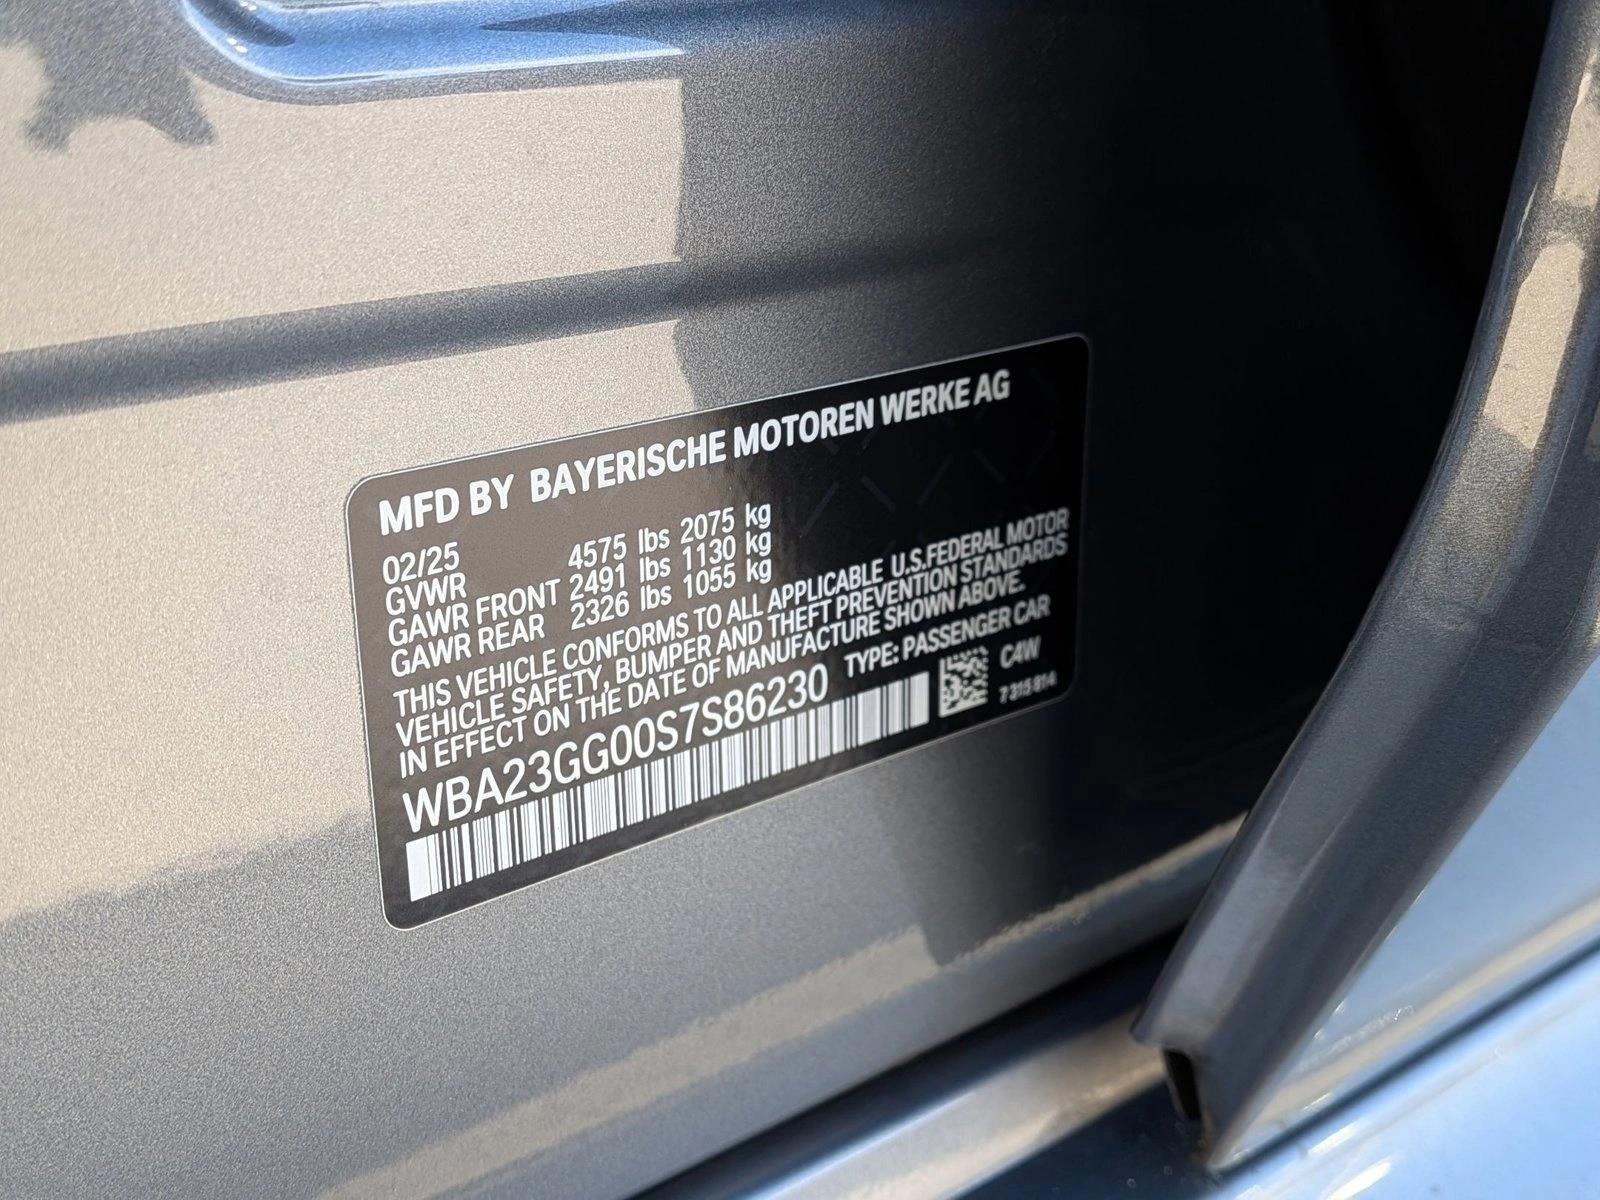 MFD BY BAYERISCHE MOTOREN WERKE AG
02/25
GVWR 4575 lbs 2075 kg
GAWR FRONT 2491 lbs 1130 kg
GAWR REAR 2326 lbs 1055 kg
THIS VEHICLE CONFORMS TO ALL APPLICABLE U.S.FEDERAL MOTOR
VEHICLE SAFETY, BUMPER AND THEFT PREVENTION STANDARDS
IN EFFECT ON THE DATE OF MANUFACTURE SHOWN ABOVE.
WBA23GG00S7S86230 TYPE: PASSENGER CAR
C4W
7 315 814